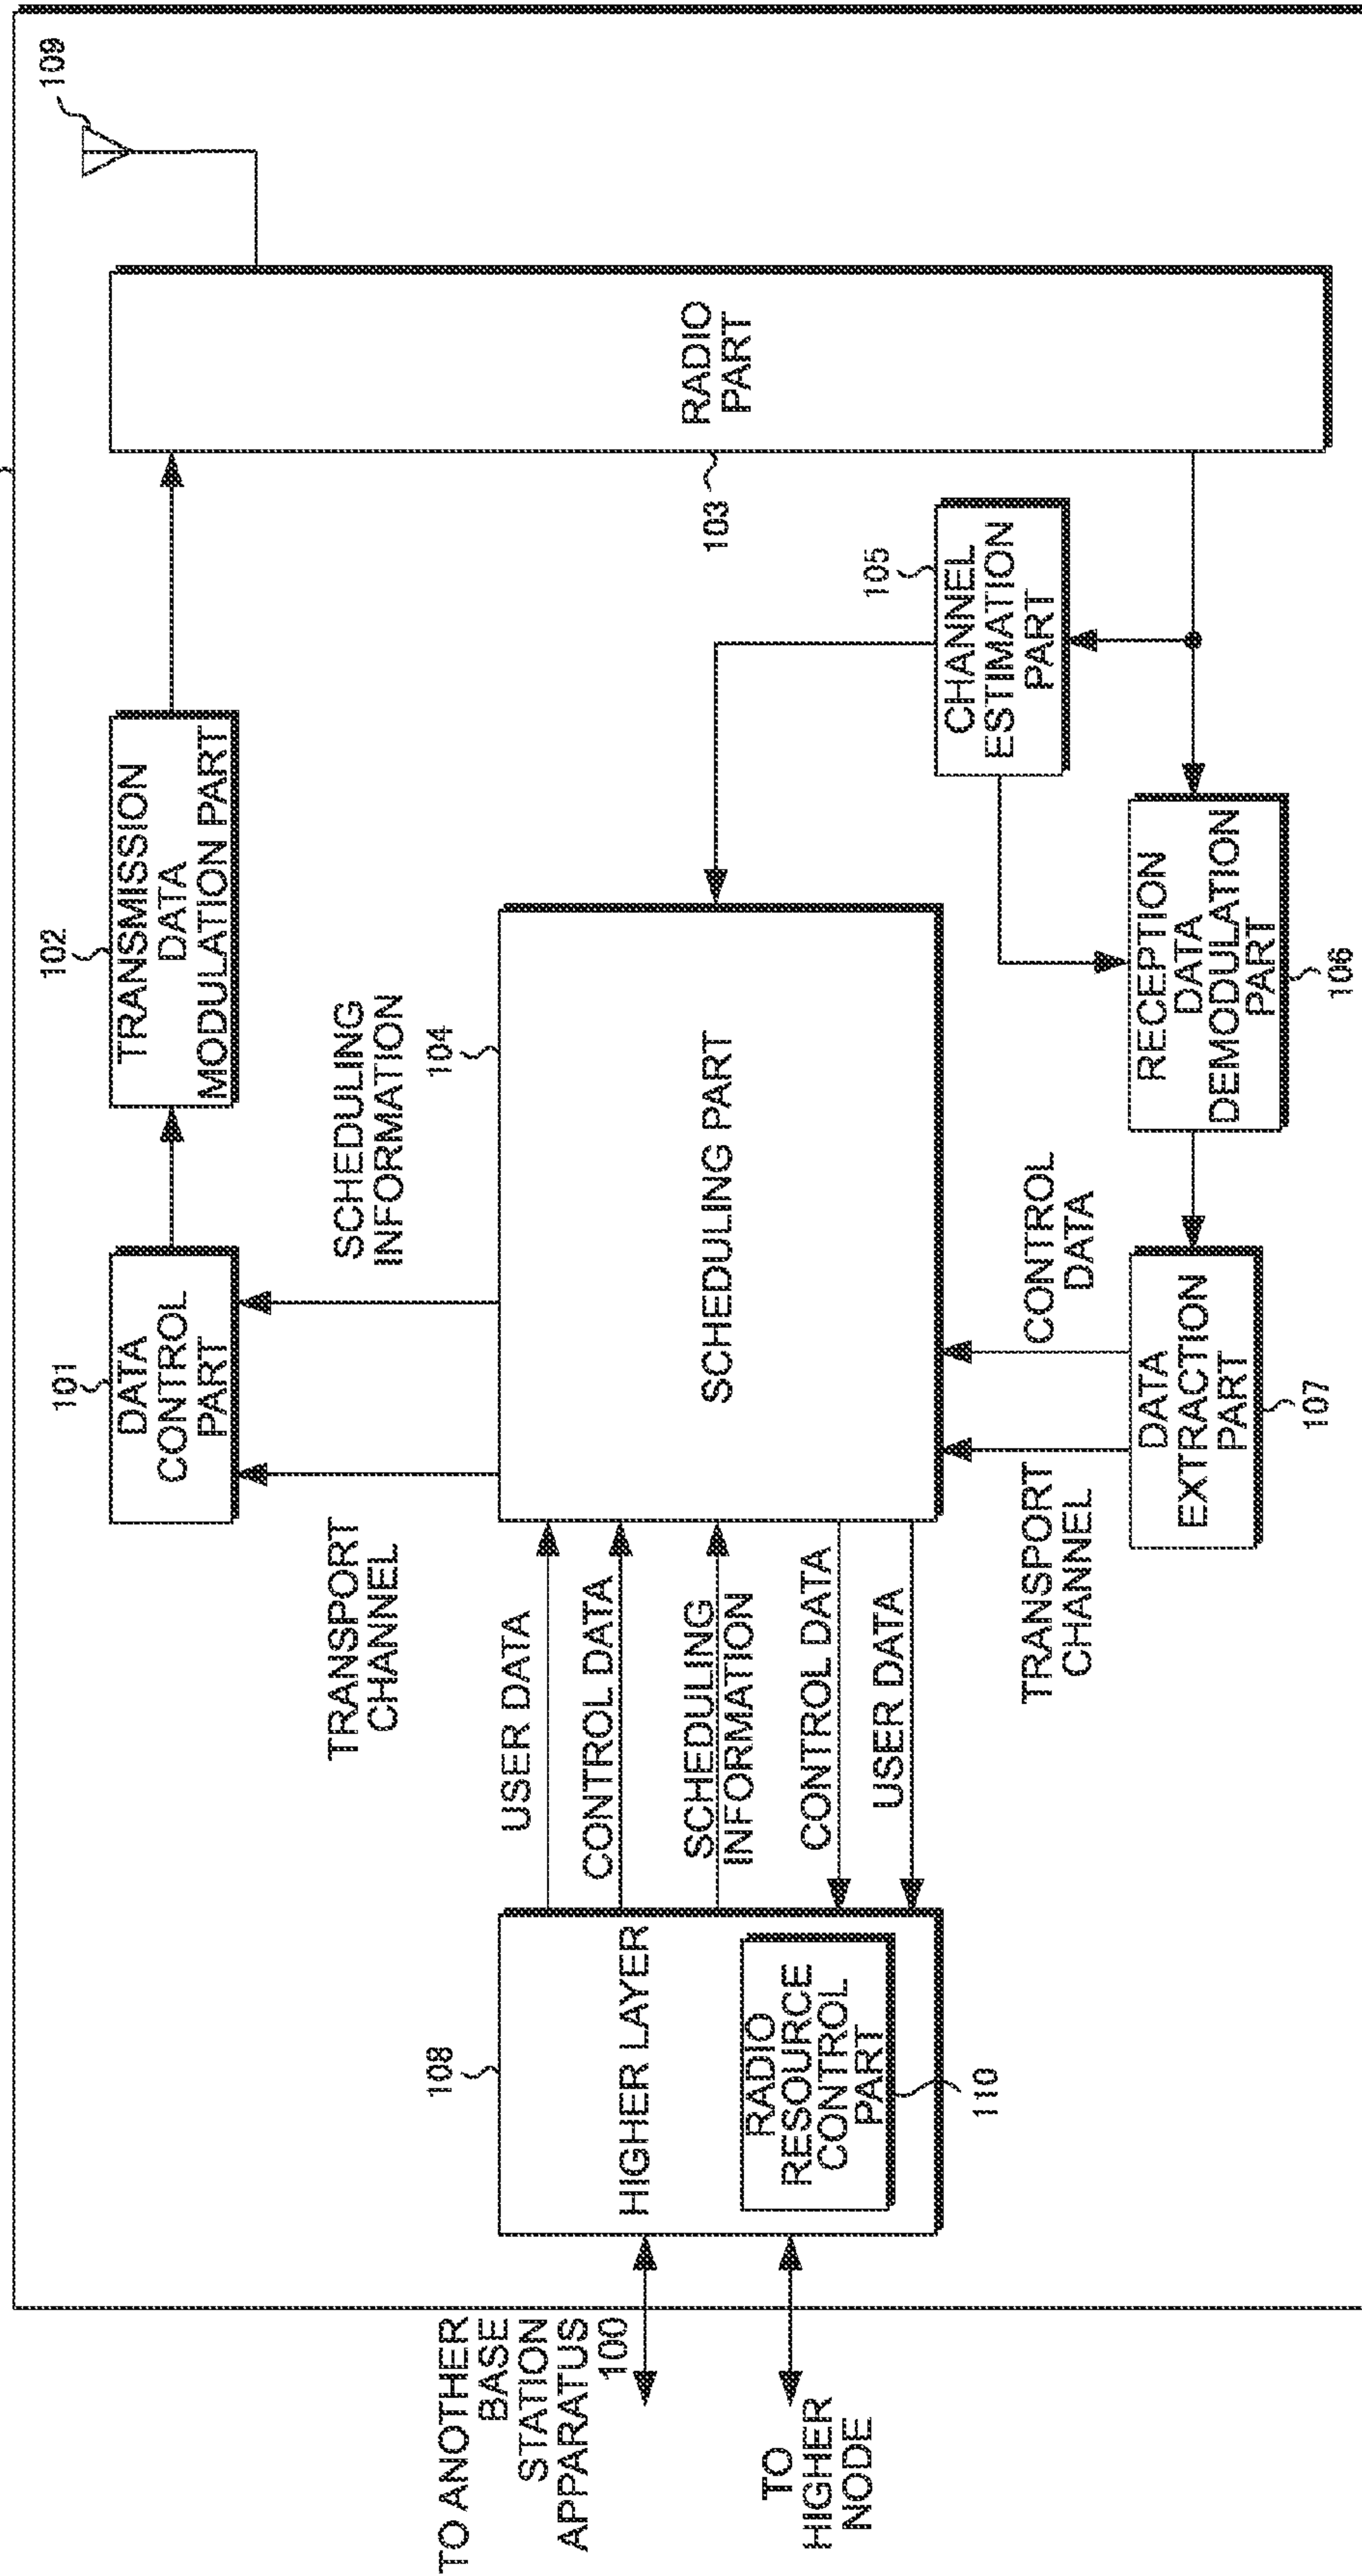 109
RADIO
PART
103
102
TRANSMISSION
DATA
MODULATION PART
105
CHANNEL
ESTIMATION
PART
101
DATA
CONTROL
PART
SCHEDULING
INFORMATION
104
SCHEDULING PART
RECEPTION
DATA
DEMODULATION
PART
106
CONTROL
DATA
TRANSPORT
CHANNEL
DATA
EXTRACTION
PART
107
TRANSPORT
CHANNEL
USER DATA
CONTROL DATA
SCHEDULING
INFORMATION
CONTROL DATA
USER DATA
108
HIGHER LAYER
RADIO
RESOURCE
CONTROL
PART
110
TO ANOTHER
BASE
STATION
APPARATUS
100
TO
HIGHER
NODE